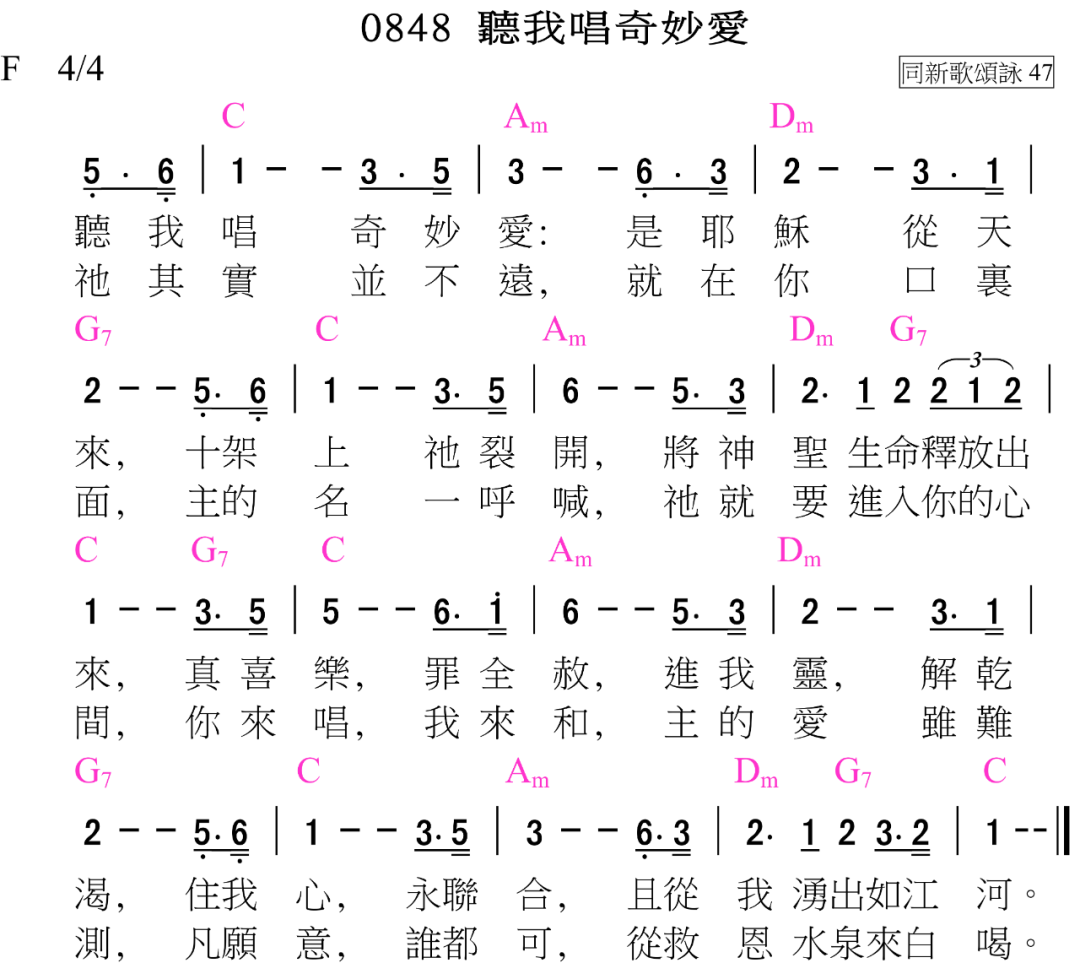 0848 聽我唱奇妙愛
F 4/4 同新歌頌詠 47
C Am Dm
5 . 6 | 1 - - 3 . 5 | 3 - - 6 . 3 | 2 - - 3 . 1 |
聽 我 唱 奇 妙 愛: 是 耶 穌 從 天
祂 其 實 並 不 遠, 就 在 你 口 裏
G7 C Am Dm G7
2 - - 5. 6 | 1 - - 3. 5 | 6 - - 5. 3 | 2. 1 2 2 1 2 |
3
來, 十架 上 祂 裂 開, 將 神 聖 生命釋放出
面, 主的 名 一 呼 喊, 祂 就 要 進入你的心
C G7 C Am Dm
1 - - 3. 5 | 5 - - 6. 1 | 6 - - 5. 3 | 2 - - 3. 1 |
來, 真 喜 樂, 罪 全 赦, 進 我 靈, 解 乾
間, 你 來 唱, 我 來 和, 主 的 愛 雖 難
G7 C Am Dm G7 C
2 - - 5.6 | 1 - - 3.5 | 3 - - 6.3 | 2. 1 2 3.2 | 1 -- ||
渴, 住我 心, 永聯 合, 且從 我 湧出如江 河。
測, 凡願 意, 誰都 可, 從救 恩 水泉來白 喝。